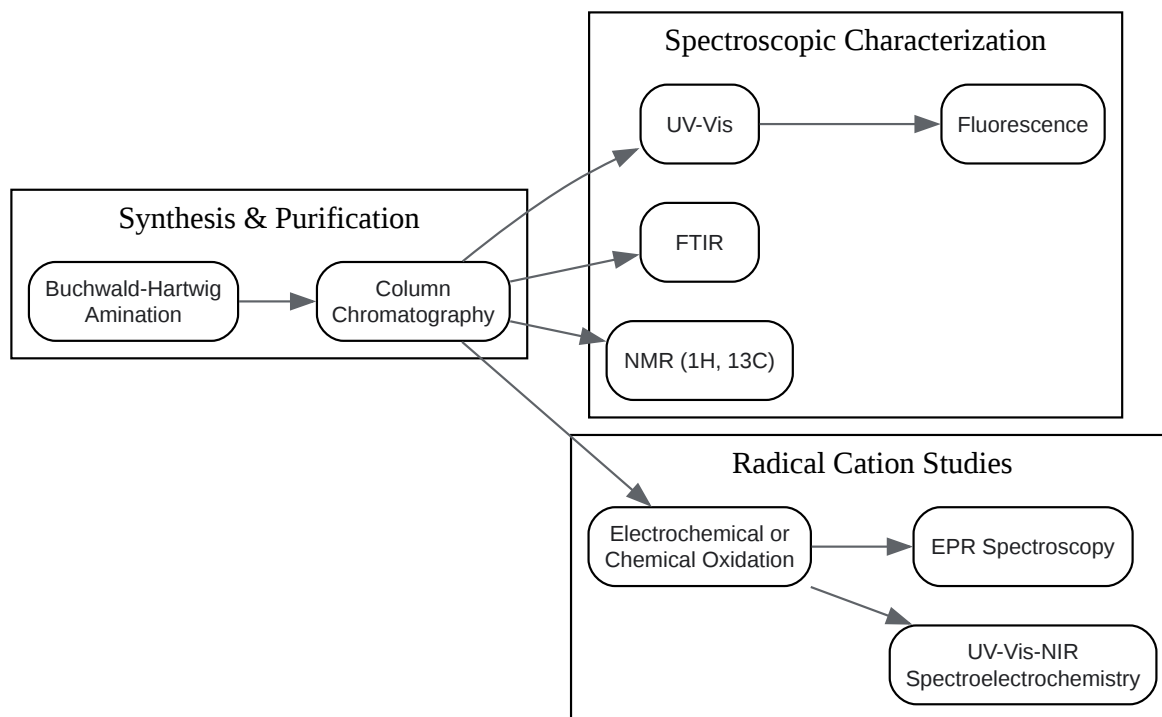 Spectroscopic Characterization
UV-Vis
Fluorescence
FTIR
NMR (1H, 13C)
Synthesis & Purification
Buchwald-Hartwig
Amination
Column
Chromatography
Radical Cation Studies
Electrochemical or
Chemical Oxidation
EPR Spectroscopy
UV-Vis-NIR
Spectroelectrochemistry